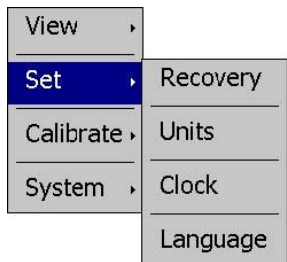 View
Set
Calibrate
System
Recovery
Units
Clock
Language